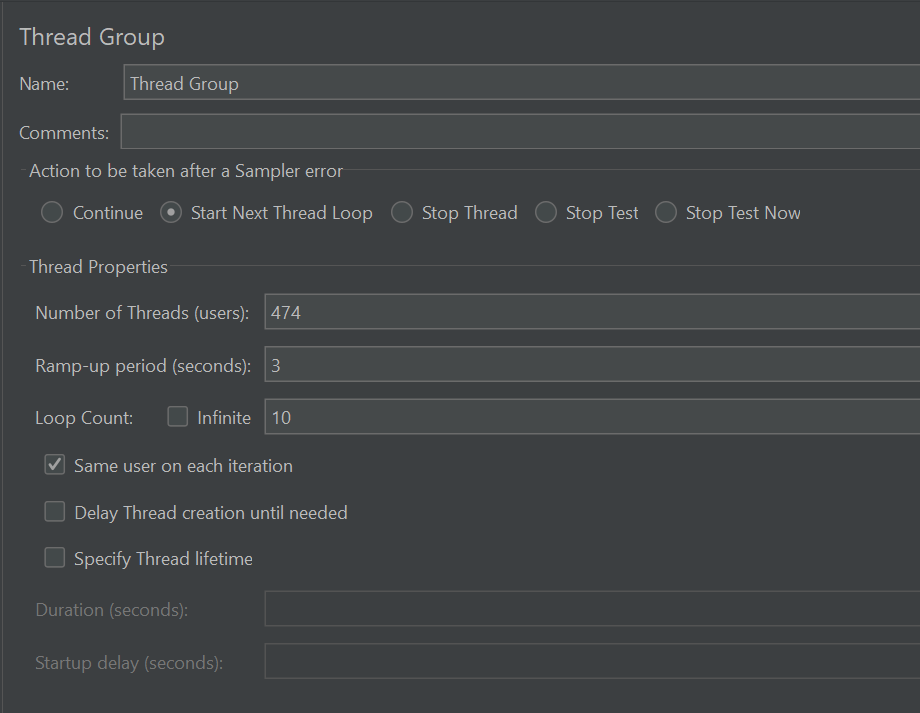 Thread Group
Name: Thread Group
Comments:
Action to be taken after a Sampler error
Continue Start Next Thread Loop Stop Thread Stop Test Stop Test Now
Thread Properties
Number of Threads (users): 474
Ramp-up period (seconds): 3
Loop Count: Infinite 10
Same user on each iteration
Delay Thread creation until needed
Specify Thread lifetime
Duration (seconds):
Startup delay (seconds):